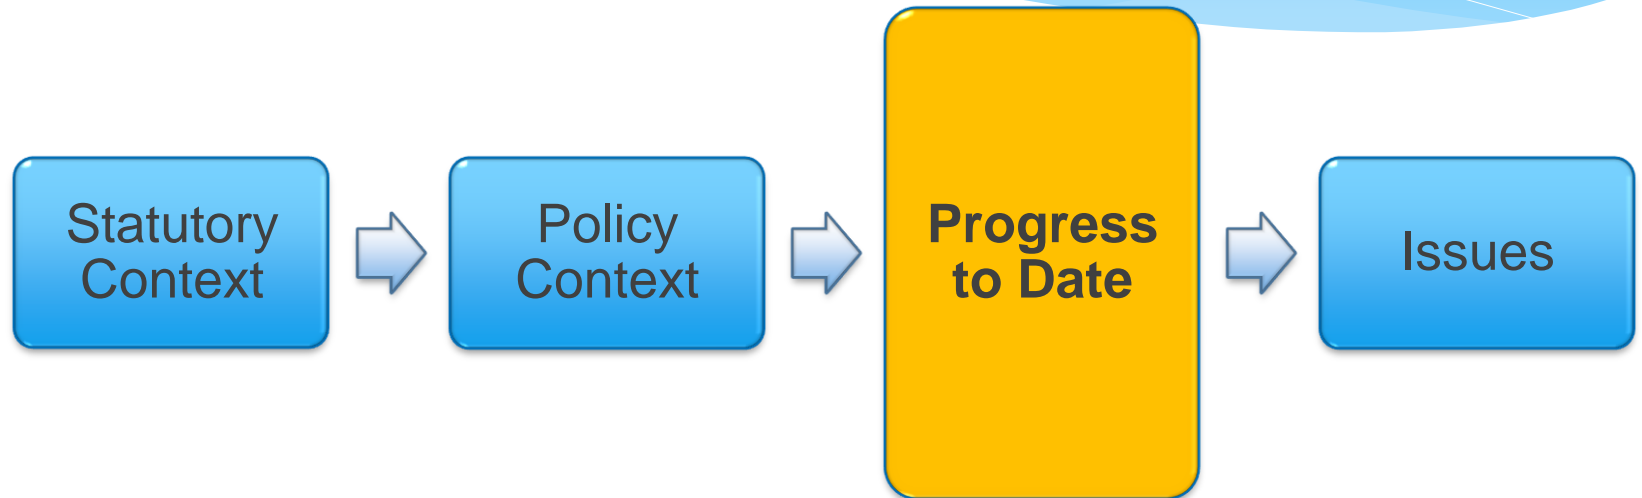 Statutory
Context
Policy
Context
Progress
to Date
Issues